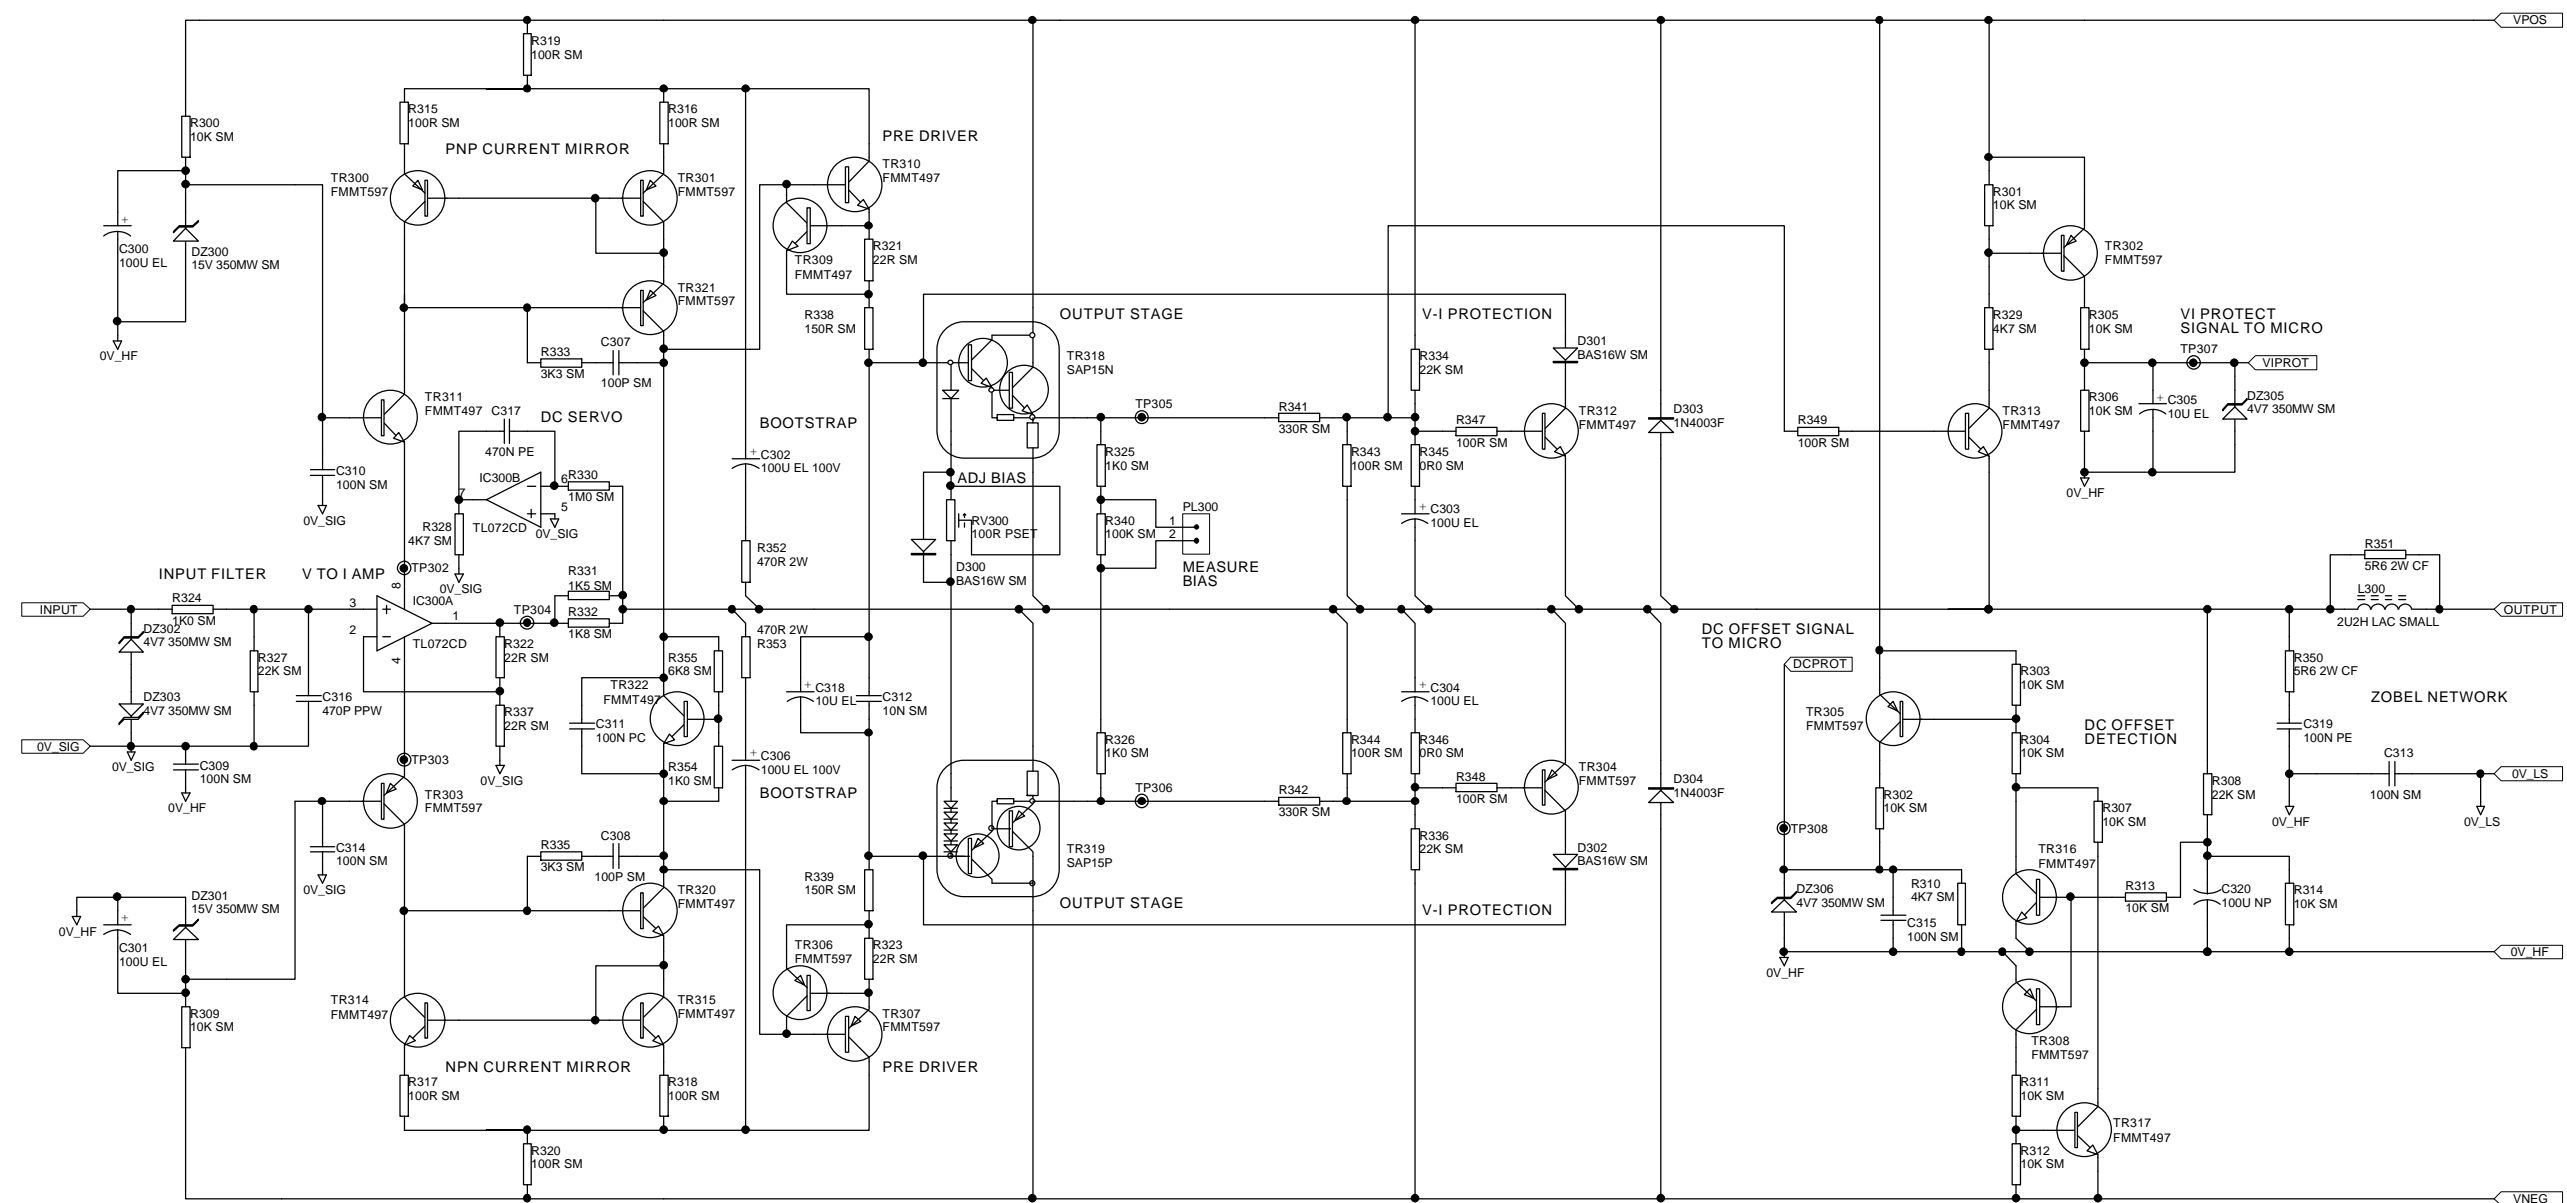 VPOS
R319
100R SM
R315
100R SM
R316
100R SM
R300
10K SM
PRE DRIVER
PNP CURRENT MIRROR
TR310
FMMT497
TR300
FMMT597
TR301
FMMT597
R301
10K SM
+
C300
100U EL
DZ300
15V 350MW SM
R321
22R SM
TR309
FMMT497
TR302
FMMT597
TR321
FMMT597
R338
150R SM
OUTPUT STAGE
V-I PROTECTION
R329
4K7 SM
R305
10K SM
VI PROTECT
SIGNAL TO MICRO
0V_HF
R333
3K3 SM
C307
100P SM
TR318
SAP15N
R334
22K SM
D301
BAS16W SM
TP307
VIPROT
TR311
FMMT497
C317
470N PE
DC SERVO
BOOTSTRAP
TP305
R341
330R SM
R347
100R SM
TR312
FMMT497
D303
1N4003F
R349
100R SM
TR313
FMMT497
R306
10K SM
+
C305
10U EL
DZ305
4V7 350MW SM
C310
100N SM
0V_SIG
IC300B
7
6
5
−
+
TL072CD
R330
1M0 SM
0V_SIG
+
C302
100U EL 100V
R325
1K0 SM
R343
100R SM
R345
0R0 SM
0V_HF
ADJ BIAS
R328
4K7 SM
0V_SIG
RV300
100R PSET
R340
100K SM
PL300
1
2
MEASURE
BIAS
+
C303
100U EL
R352
470R 2W
D300
BAS16W SM
R351
5R6 2W CF
INPUT FILTER
V TO I AMP
TP302
8
IC300A
R331
1K5 SM
L300
INPUT
R324
1K0 SM
3
+
2
−
1
4
TL072CD
TP304
R332
1K8 SM
OUTPUT
2U2H LAC SMALL
DZ302
4V7 350MW SM
R327
22K SM
R322
22R SM
470R 2W
R353
DC OFFSET SIGNAL
TO MICRO
DCPROT
R355
6K8 SM
R303
10K SM
R350
5R6 2W CF
DZ303
4V7 350MW SM
C316
470P PPW
R337
22R SM
TR322
FMMT497
C311
100N PC
+
C318
10U EL
C312
10N SM
+
C304
100U EL
TR305
FMMT597
ZOBEL NETWORK
0V_SIG
0V_SIG
C309
100N SM
0V_HF
0V_SIG
TP303
R354
1K0 SM
+
C306
100U EL 100V
BOOTSTRAP
R326
1K0 SM
R344
100R SM
R346
0R0 SM
R304
10K SM
DC OFFSET
DETECTION
C319
100N PE
C313
100N SM
0V_LS
TR303
FMMT597
TP306
R342
330R SM
R348
100R SM
TR304
FMMT597
D304
1N4003F
R302
10K SM
R307
10K SM
R308
22K SM
0V_HF
0V_LS
C314
100N SM
0V_SIG
R335
3K3 SM
C308
100P SM
TR319
SAP15P
R336
22K SM
D302
BAS16W SM
TP308
TR316
FMMT497
R339
150R SM
DZ301
15V 350MW SM
TR320
FMMT497
OUTPUT STAGE
V-I PROTECTION
DZ306
4V7 350MW SM
R310
4K7 SM
C315
100N SM
R313
10K SM
C320
100U NP
R314
10K SM
0V_HF
+
C301
100U EL
TR306
FMMT597
R323
22R SM
0V_HF
0V_HF
R309
10K SM
TR314
FMMT497
TR315
FMMT497
TR307
FMMT597
TR308
FMMT597
NPN CURRENT MIRROR
PRE DRIVER
R317
100R SM
R318
100R SM
R311
10K SM
TR317
FMMT497
R320
100R SM
R312
10K SM
VNEG